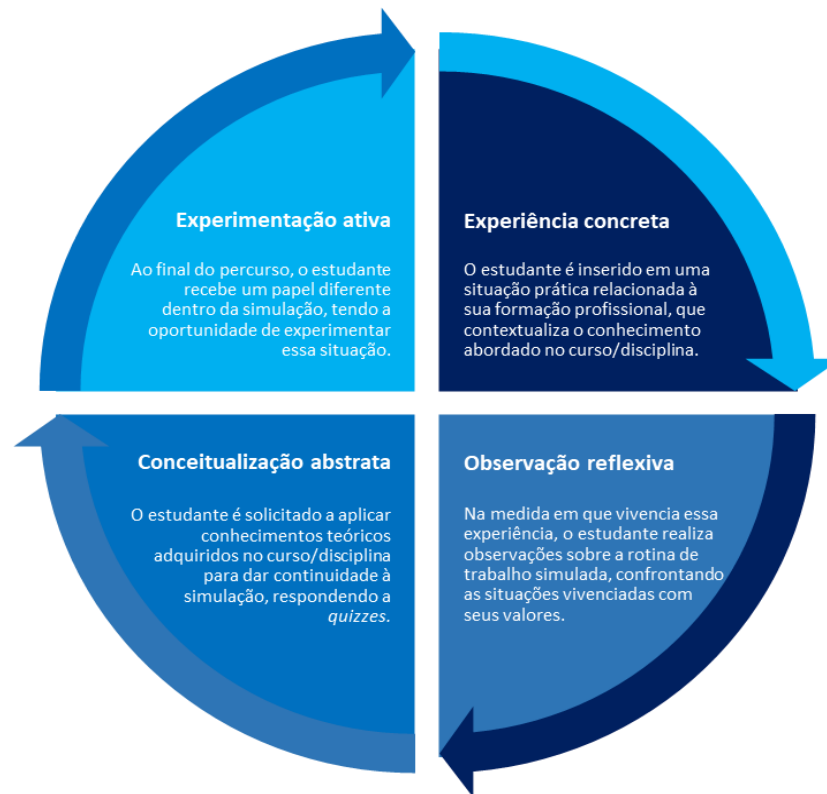 Experimentação ativa
Ao final do percurso, o estudante
recebe um papel diferente
dentro da simulação, tendo a
oportunidade de experimentar
essa situação.
Experiência concreta
O estudante é inserido em uma
situação prática relacionada à
sua formação profissional, que
contextualiza o conhecimento
abordado no curso/disciplina.
Conceitualização abstrata
O estudante é solicitado a aplicar
conhecimentos teóricos
adquiridos no curso/disciplina
para dar continuidade à
simulação, respondendo a
quizzes.
Observação reflexiva
Na medida em que vivencia essa
experiência, o estudante realiza
observações sobre a rotina de
trabalho simulada, confrontando
as situações vivenciadas com
seus valores.